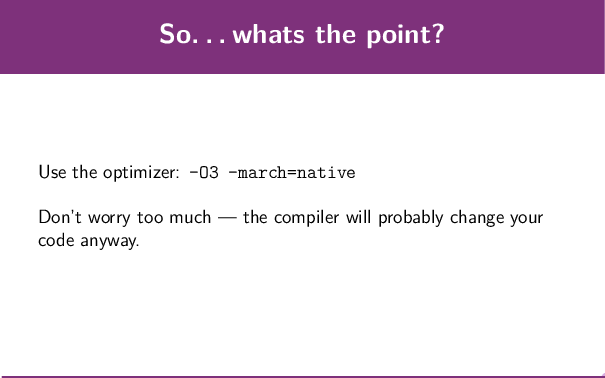 So. . . whats the point?
Use the optimizer: -O3 -march=native
Don't worry too much — the compiler will probably change your
code anyway.